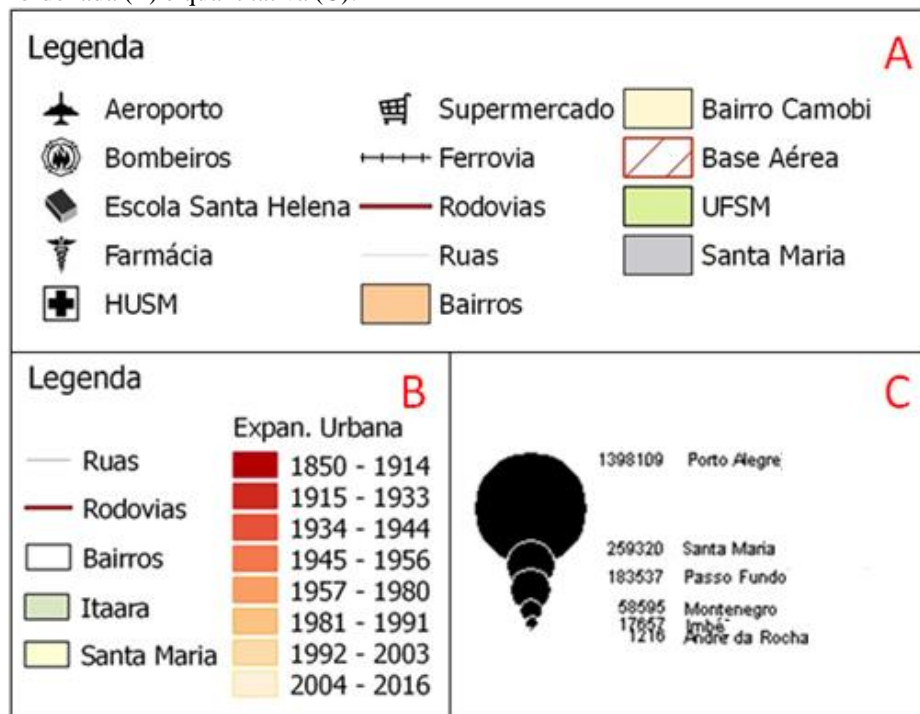 Legenda
A
Aeroporto
Bombeiros
Escola Santa Helena
Farmácia
HUSM
Supermercado
Ferrovia
Rodovias
Ruas
Bairros
Bairro Camobi
Base Aérea
UFSM
Santa Maria
Legenda
B
Ruas
Rodovias
Bairros
Itaara
Santa Maria
Expan. Urbana
1850 - 1914
1915 - 1933
1934 - 1944
1945 - 1956
1957 - 1980
1981 - 1991
1992 - 2003
2004 - 2016
C
1398109 Porto Alegre
259320 Santa Maria
183537 Passo Fundo
58595 Montenegro
17657 Imbé
1216 André da Rocha